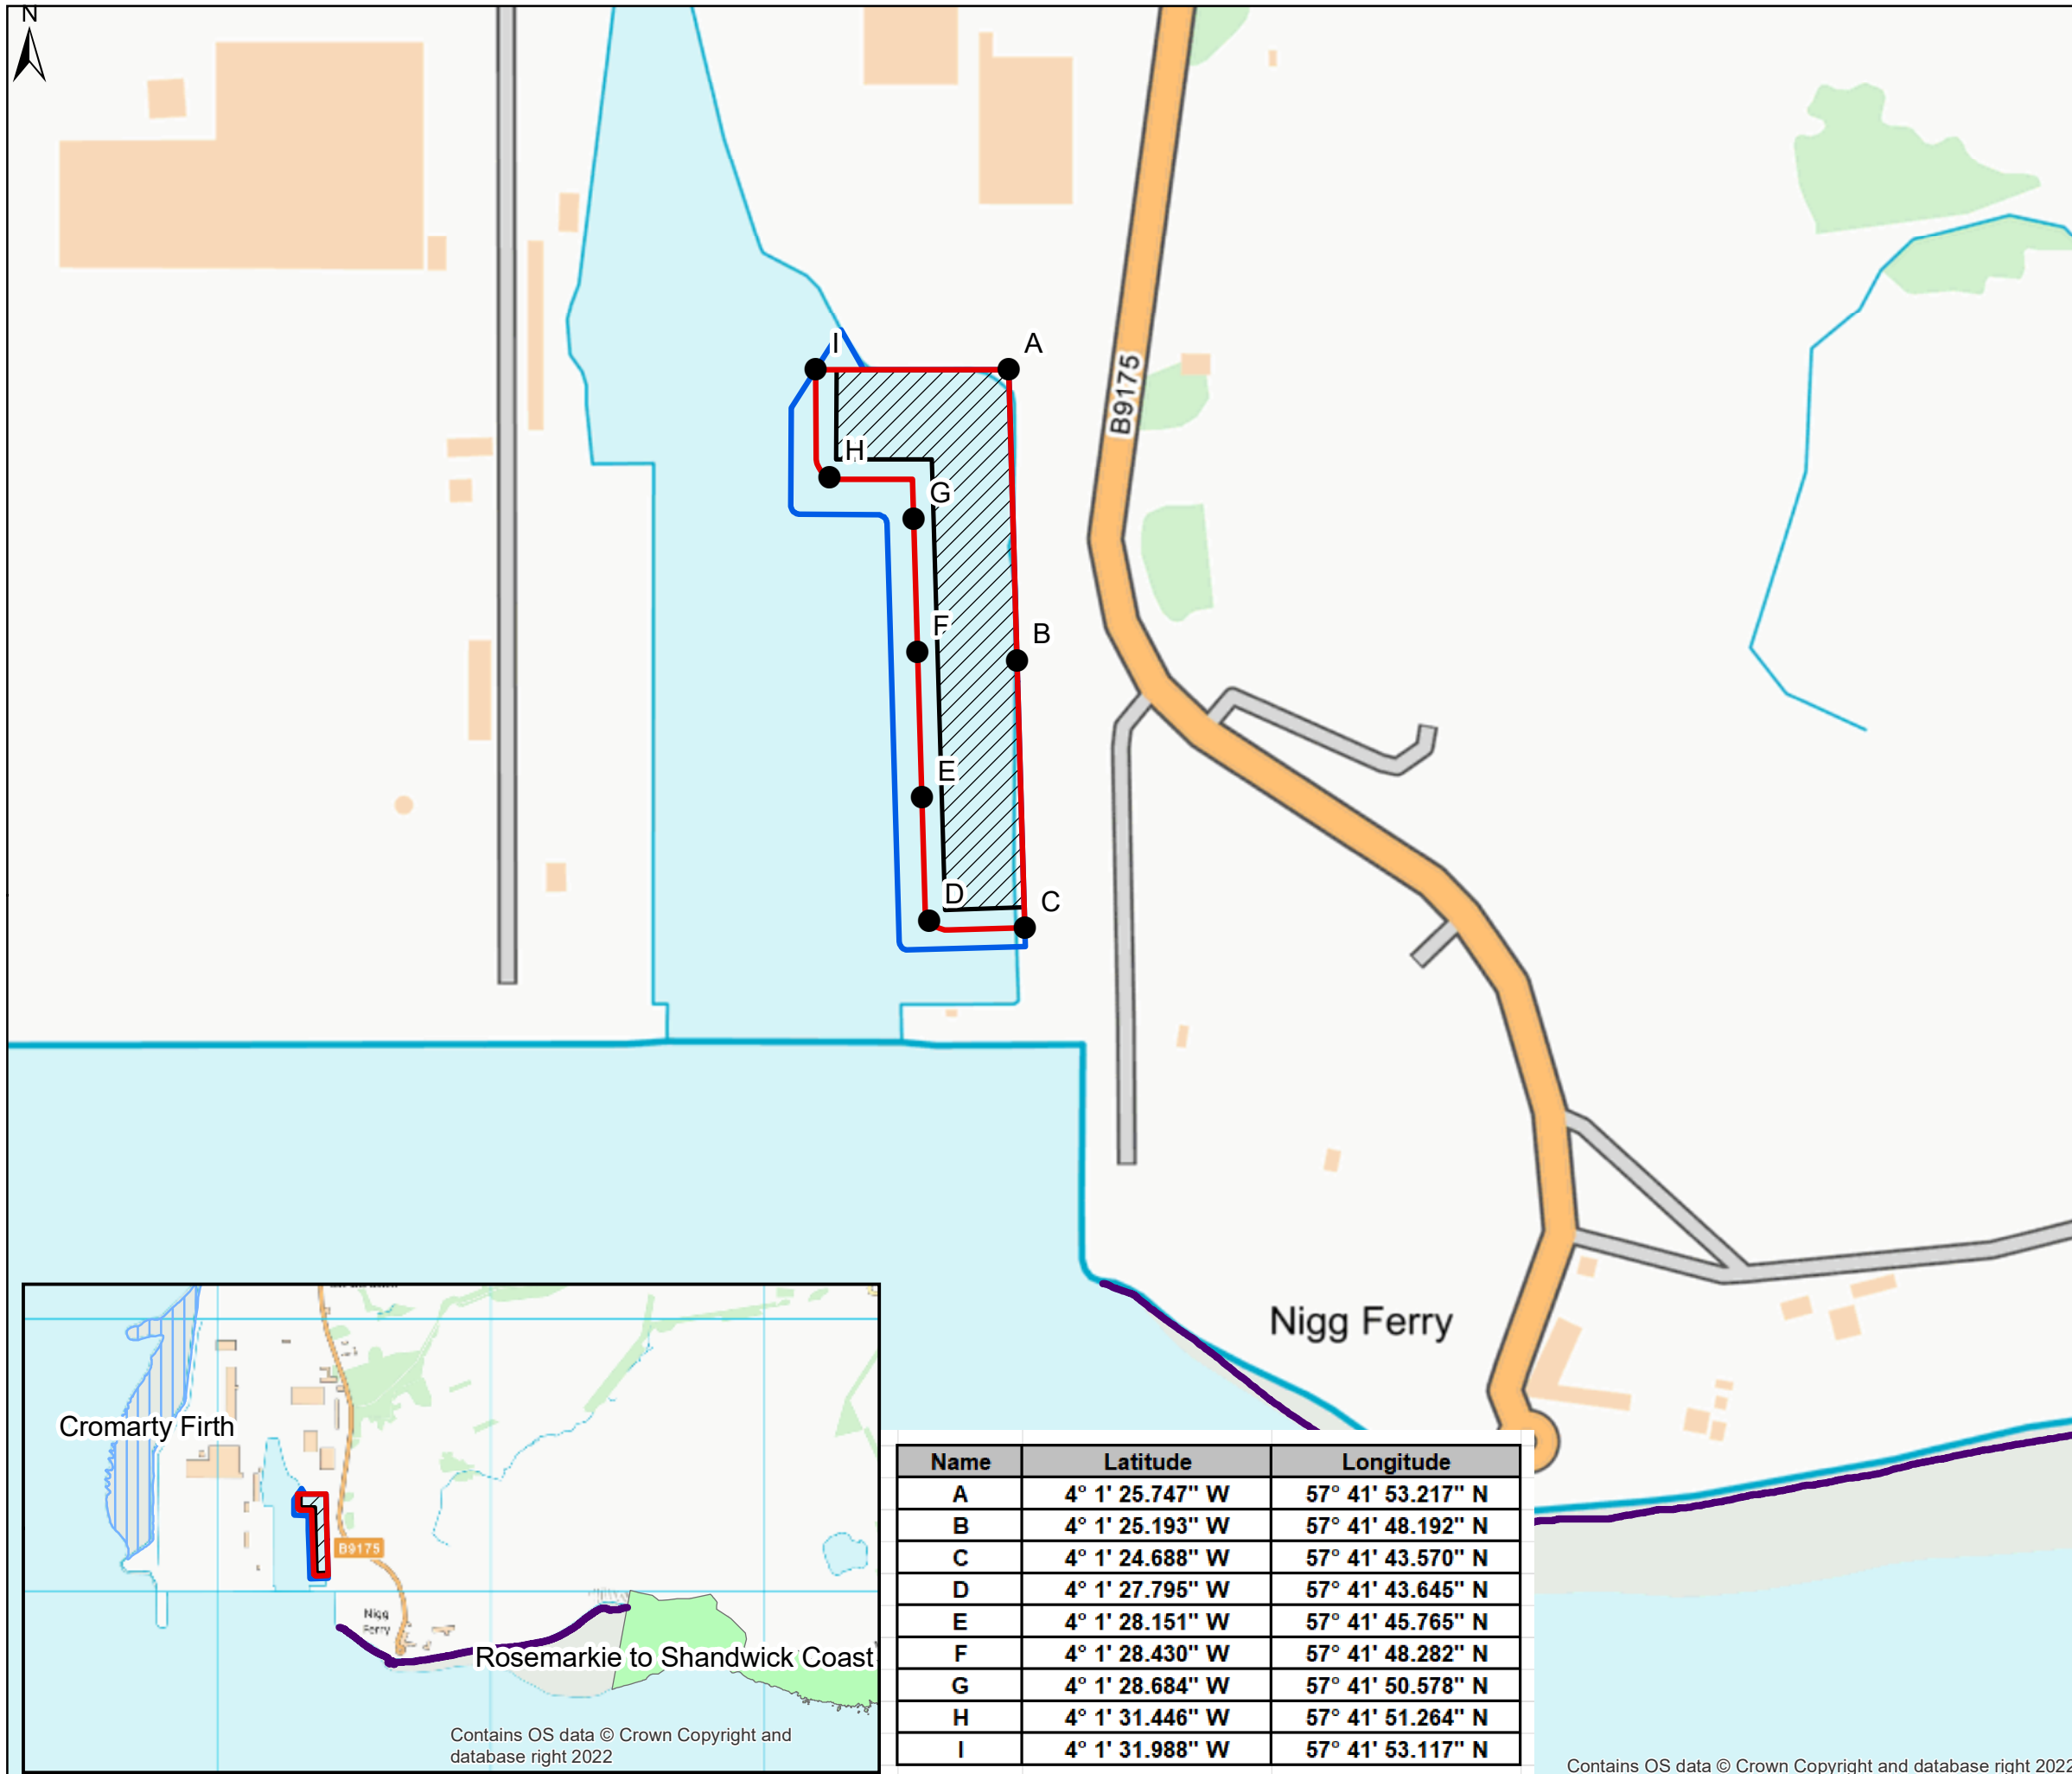 N
I
A
H
G
B9175
F
B
E
D
C
Nigg Ferry
Cromarty Firth
B9175
Nigg
Ferry
Rosemarkie to Shandwick Coast
Contains OS data © Crown Copyright and
database right 2022
Name Latitude Longitude
A 4° 1' 25.747" W 57° 41' 53.217" N
B 4° 1' 25.193" W 57° 41' 48.192" N
C 4° 1' 24.688" W 57° 41' 43.570" N
D 4° 1' 27.795" W 57° 41' 43.645" N
E 4° 1' 28.151" W 57° 41' 45.765" N
F 4° 1' 28.430" W 57° 41' 48.282" N
G 4° 1' 28.684" W 57° 41' 50.578" N
H 4° 1' 31.446" W 57° 41' 51.264" N
I 4° 1' 31.988" W 57° 41' 53.117" N
Contains OS data © Crown Copyright and database right 2022